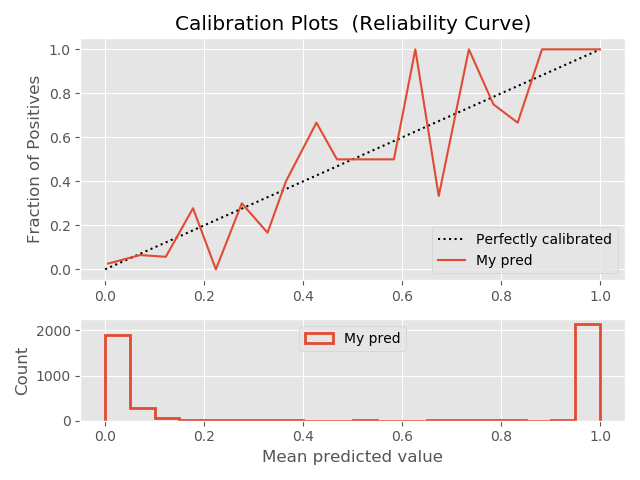 Calibration Plots  (Reliability Curve)
1.0
0.8
0.6
0.4
0.2
0.0
Fraction of Positives
Perfectly calibrated
My pred
0.0 0.2 0.4 0.6 0.8 1.0
2000
1000
0
Count
My pred
0.0 0.2 0.4 0.6 0.8 1.0
Mean predicted value